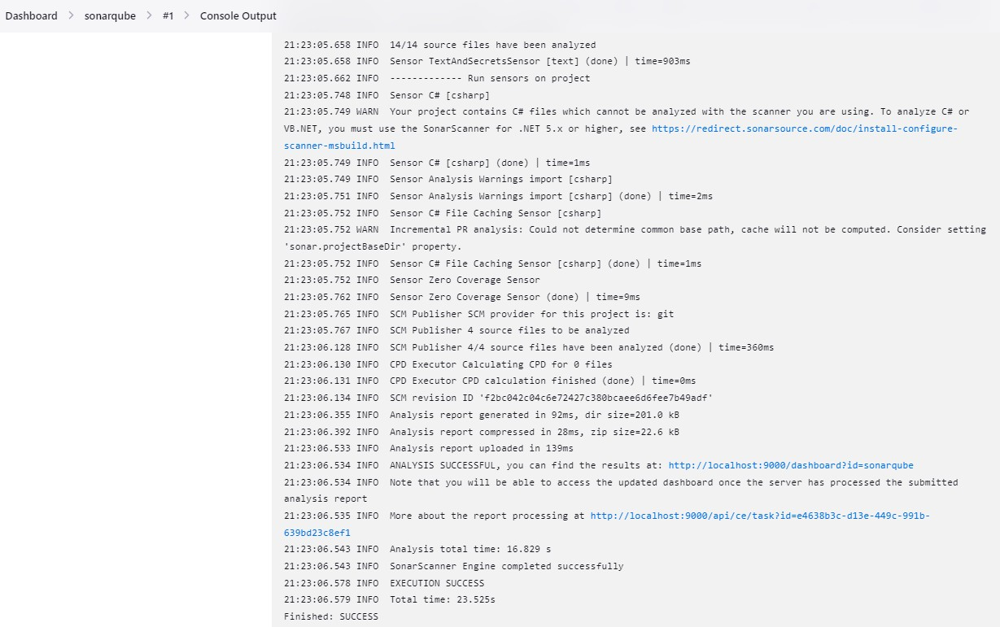 Dashboard > sonarqube > #1 > Console Output
21:23:05.658 INFO  14/14 source files have been analyzed
21:23:05.658 INFO  Sensor TextAndSecretsSensor [text] (done) | time=903ms
21:23:05.662 INFO  ------------- Run sensors on project
21:23:05.748 INFO  Sensor C# [csharp]
21:23:05.749 WARN  Your project contains C# files which cannot be analyzed with the scanner you are using. To analyze C# or
VB.NET, you must use the SonarScanner for .NET 5.x or higher, see https://redirect.sonarsource.com/doc/install-configure-
scanner-msbuild.html
21:23:05.749 INFO  Sensor C# [csharp] (done) | time=1ms
21:23:05.749 INFO  Sensor Analysis Warnings import [csharp]
21:23:05.751 INFO  Sensor Analysis Warnings import [csharp] (done) | time=2ms
21:23:05.752 INFO  Sensor C# File Caching Sensor [csharp]
21:23:05.752 WARN  Incremental PR analysis: Could not determine common base path, cache will not be computed. Consider setting
'sonar.projectBaseDir' property.
21:23:05.752 INFO  Sensor C# File Caching Sensor [csharp] (done) | time=1ms
21:23:05.752 INFO  Sensor Zero Coverage Sensor
21:23:05.762 INFO  Sensor Zero Coverage Sensor (done) | time=9ms
21:23:05.765 INFO  SCM Publisher SCM provider for this project is: git
21:23:05.767 INFO  SCM Publisher 4 source files to be analyzed
21:23:06.128 INFO  SCM Publisher 4/4 source files have been analyzed (done) | time=360ms
21:23:06.130 INFO  CPD Executor Calculating CPD for 0 files
21:23:06.131 INFO  CPD Executor CPD calculation finished (done) | time=0ms
21:23:06.134 INFO  SCM revision ID 'f2bc042c04c6e72427c380bcaee6d6fee7b49adf'
21:23:06.355 INFO  Analysis report generated in 92ms, dir size=201.0 kB
21:23:06.392 INFO  Analysis report compressed in 28ms, zip size=22.6 kB
21:23:06.533 INFO  Analysis report uploaded in 139ms
21:23:06.534 INFO  ANALYSIS SUCCESSFUL, you can find the results at: http://localhost:9000/dashboard?id=sonarqube
21:23:06.534 INFO  Note that you will be able to access the updated dashboard once the server has processed the submitted
analysis report
21:23:06.535 INFO  More about the report processing at http://localhost:9000/api/ce/task?id=e4638b3c-d13e-449c-991b-
639bd23c8ef1
21:23:06.543 INFO  Analysis total time: 16.829 s
21:23:06.543 INFO  SonarScanner Engine completed successfully
21:23:06.578 INFO  EXECUTION SUCCESS
21:23:06.579 INFO  Total time: 23.525s
Finished: SUCCESS